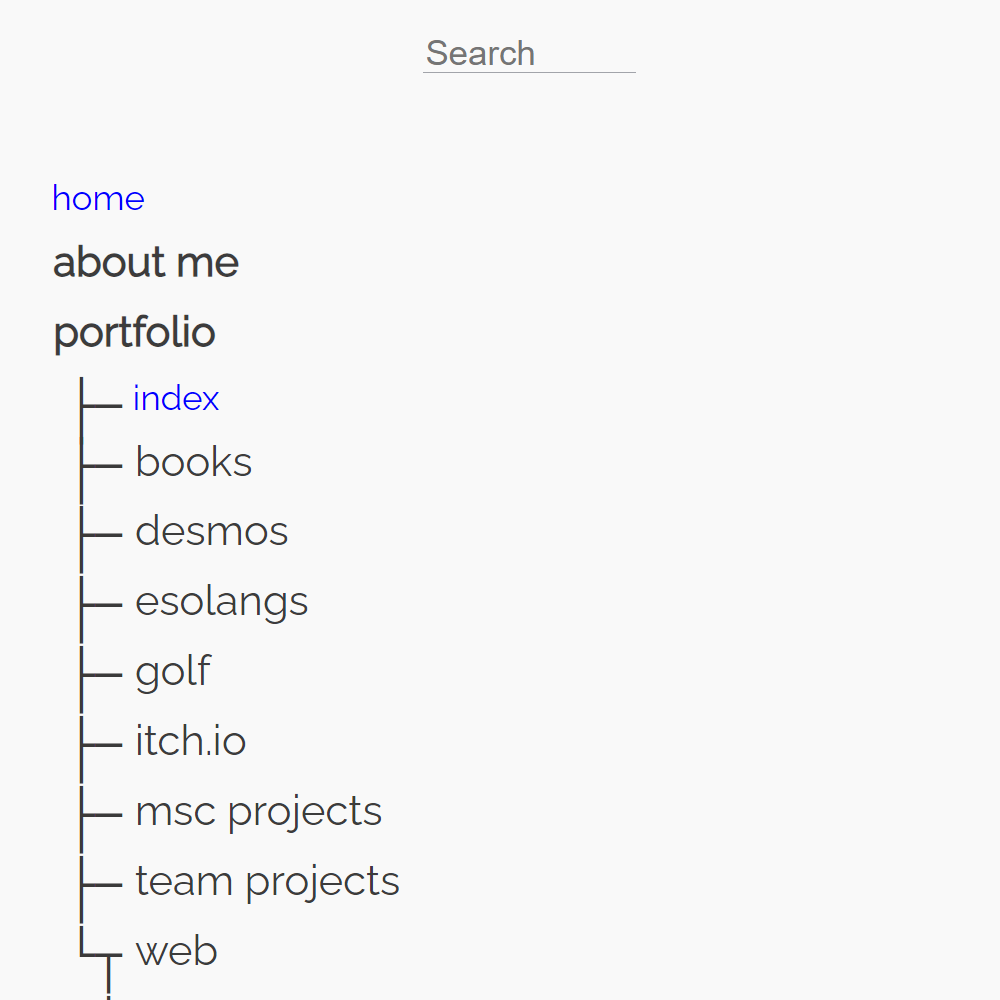 Search
home
about me
portfolio
index
books
desmos
esolangs
golf
itch.io
msc projects
team projects
web